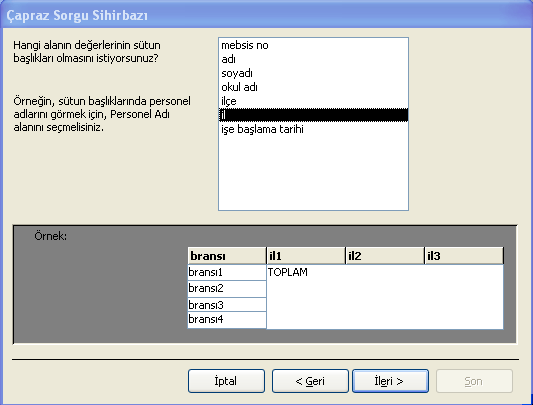 Çapraz Sorgu Sihirbazı
Hangi alanın değerlerinin sütun
başlıkları olmasını istiyorsunuz?
Örneğin, sütun başlıklarında personel
adlarını görmek için, Personel Adı
alanını seçmelisiniz.
mebsis no
adı
soyadı
okul adı
ilçe
il
işe başlama tarihi
Örnek:
bransı il1 il2 il3
bransı1 TOPLAM
bransı2
bransı3
bransı4
İptal < Geri İleri > Son